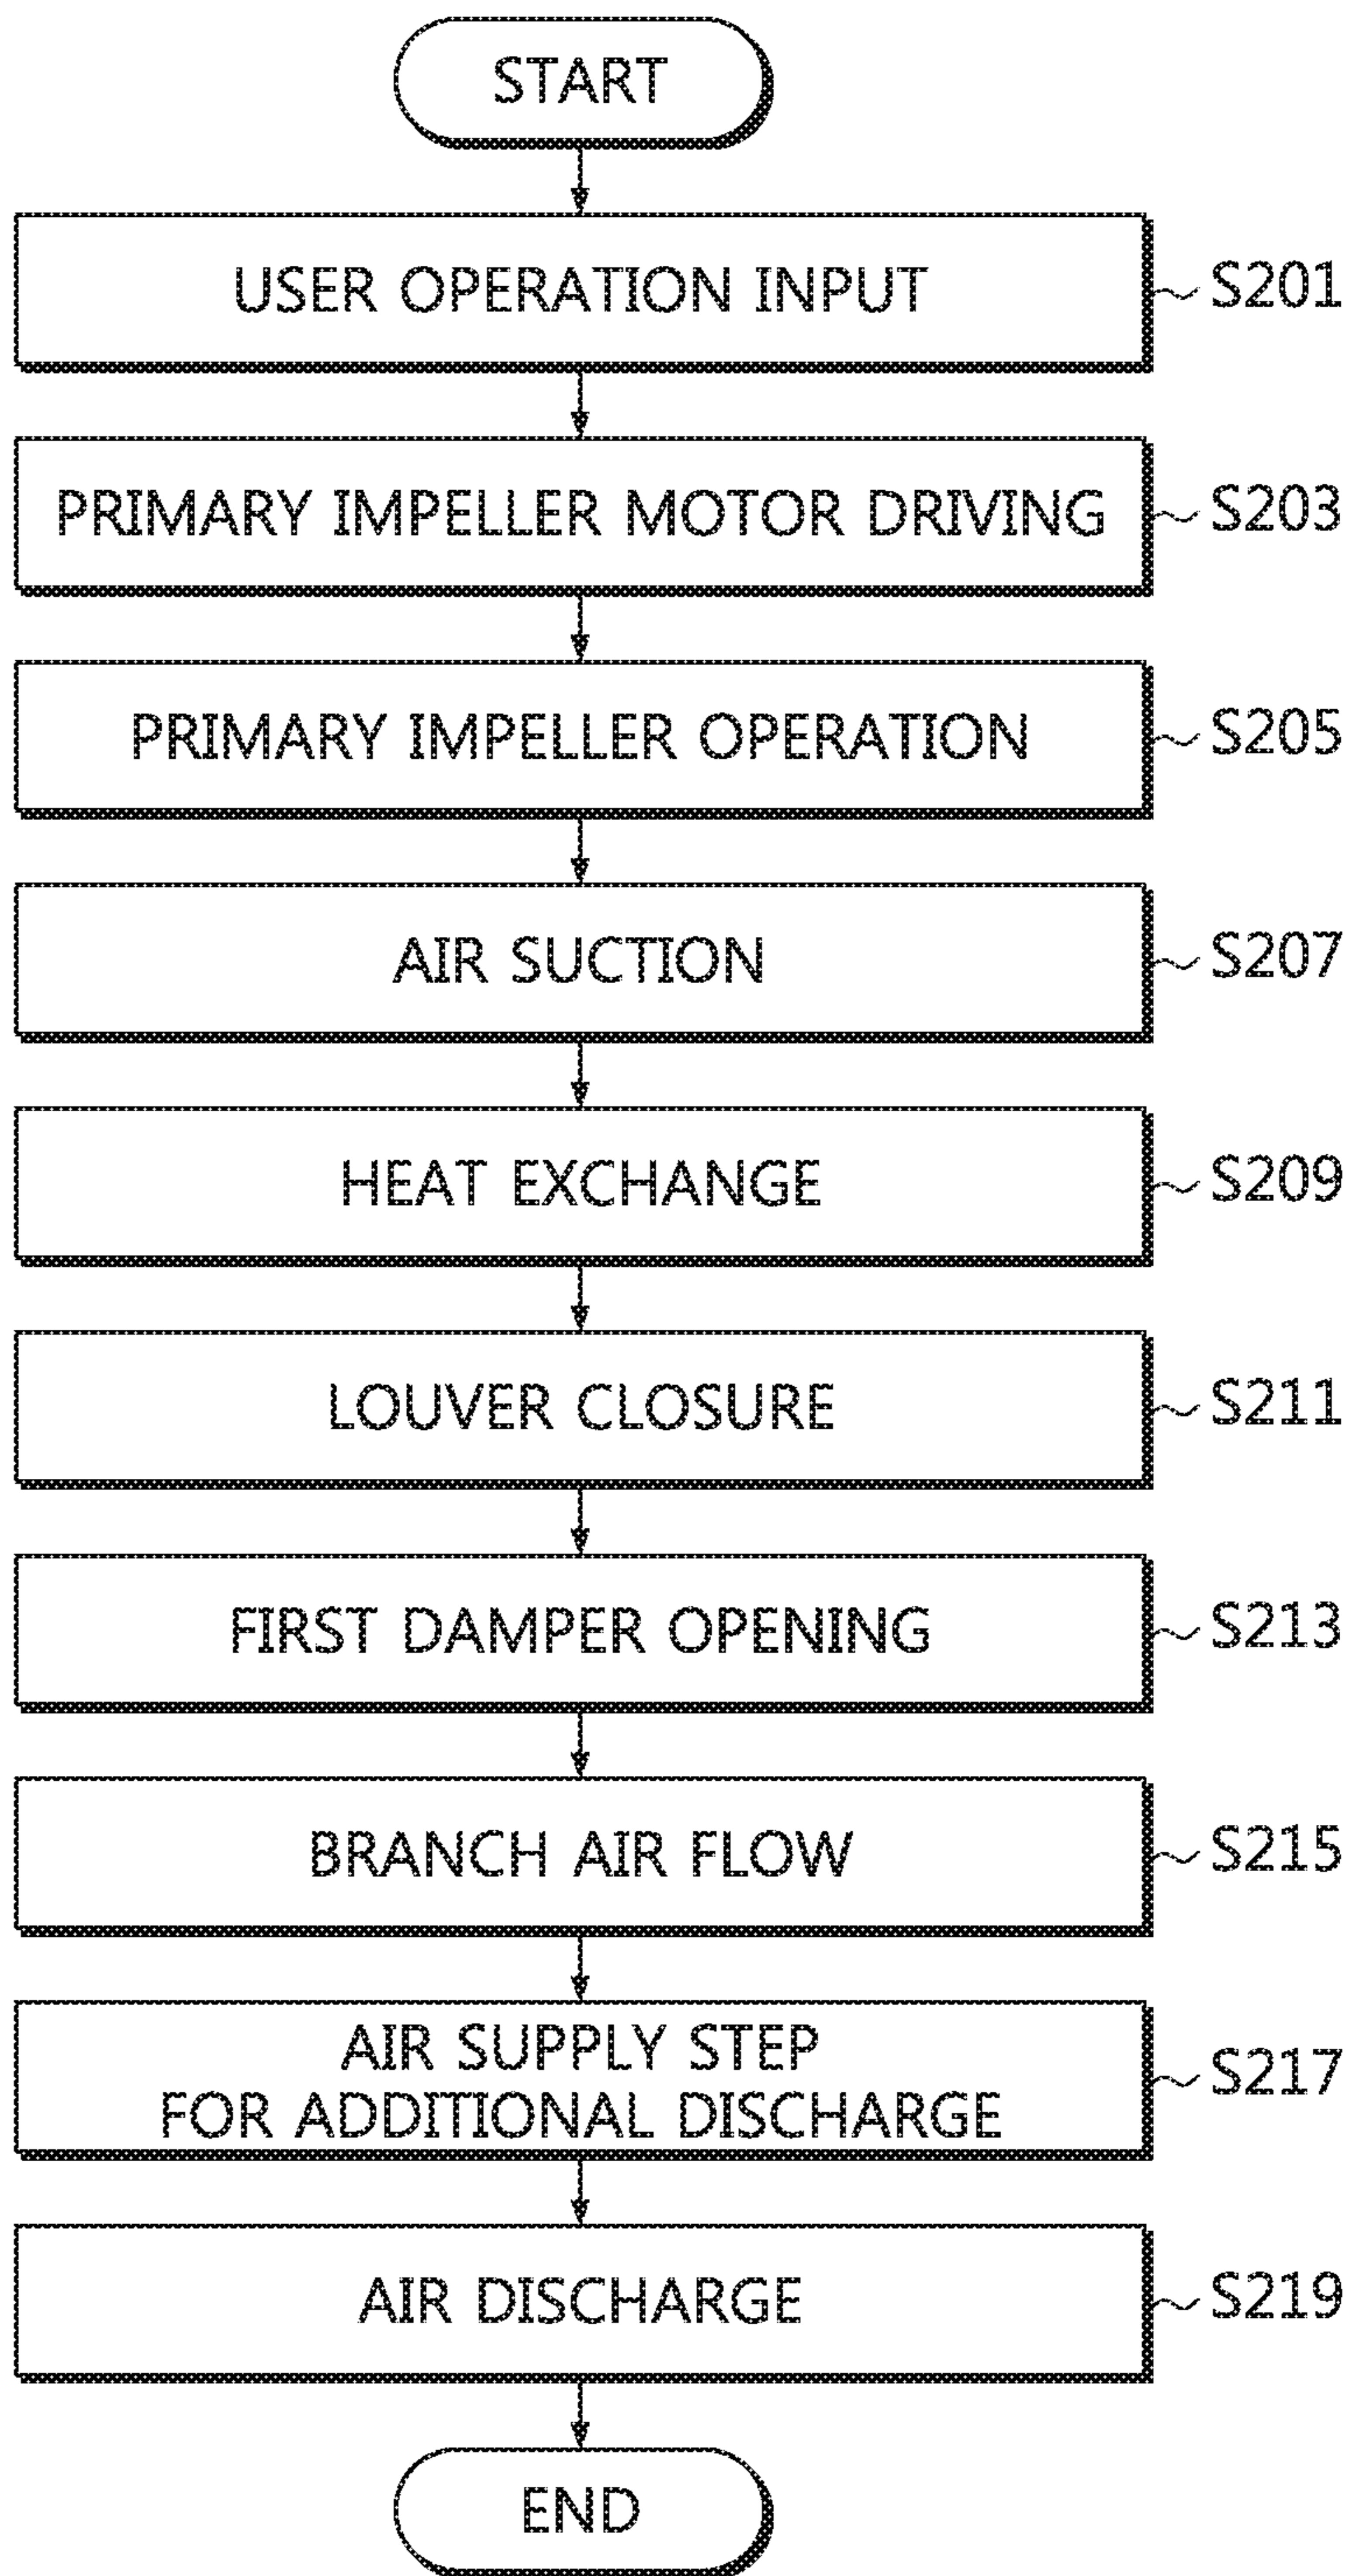 START
USER OPERATION INPUT
S201
PRIMARY IMPELLER MOTOR DRIVING
S203
PRIMARY IMPELLER OPERATION
S205
AIR SUCTION
S207
HEAT EXCHANGE
S209
LOUVER CLOSURE
S211
FIRST DAMPER OPENING
S213
BRANCH AIR FLOW
S215
AIR SUPPLY STEP
FOR ADDITIONAL DISCHARGE
S217
AIR DISCHARGE
S219
END